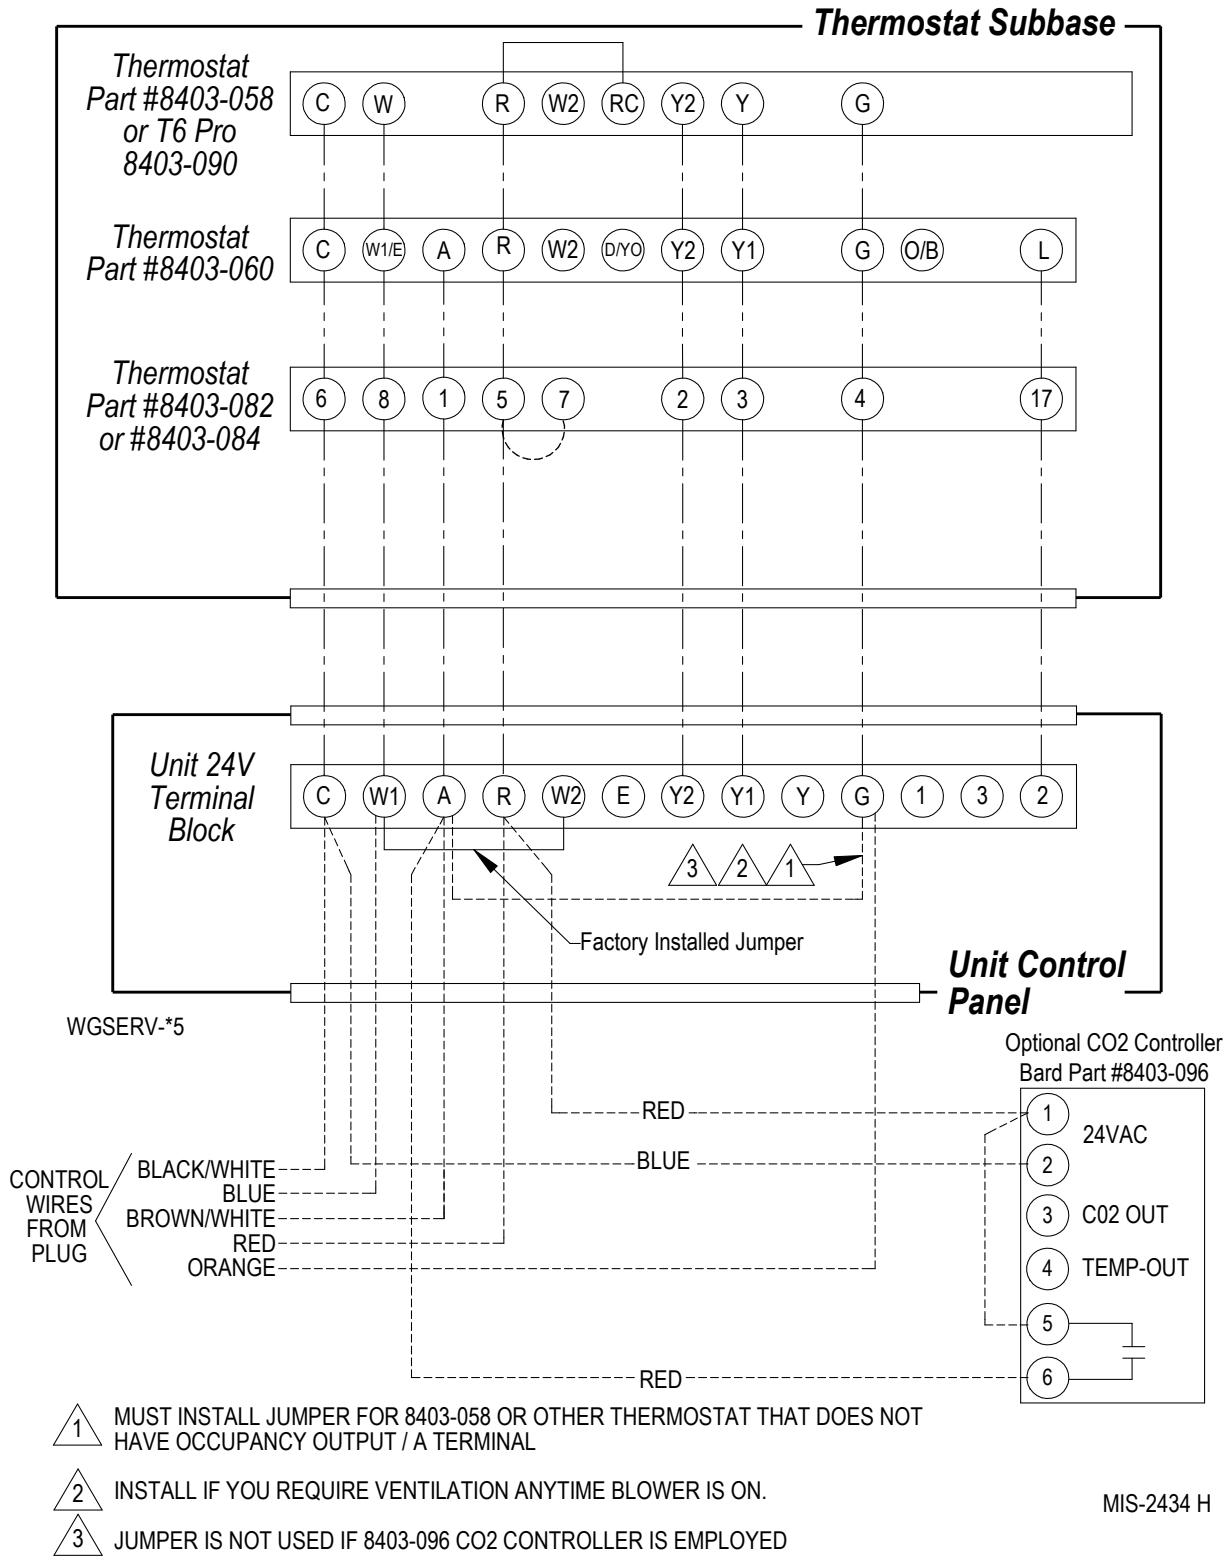 Thermostat Subbase
Thermostat
Part #8403-058
or T6 Pro
8403-090
C W R W2 RC Y2 Y G
Thermostat
Part #8403-060
C W1/E A R W2 D/YO Y2 Y1 G O/B L
Thermostat
Part #8403-082
or #8403-084
6 8 1 5 7 2 3 4 17
Unit 24V
Terminal
Block
C W1 A R W2 E Y2 Y1 Y G 1 3 2
3 2 1
Factory Installed Jumper
Unit Control
Panel
WGSERV-*5
Optional CO2 Controller
Bard Part #8403-096
1
24VAC
2
3 C02 OUT
4 TEMP-OUT
5
6
RED
BLUE
RED
CONTROL
WIRES
FROM
PLUG
BLACK/WHITE
BLUE
BROWN/WHITE
RED
ORANGE
1 MUST INSTALL JUMPER FOR 8403-058 OR OTHER THERMOSTAT THAT DOES NOT
HAVE OCCUPANCY OUTPUT / A TERMINAL
2 INSTALL IF YOU REQUIRE VENTILATION ANYTIME BLOWER IS ON.
3 JUMPER IS NOT USED IF 8403-096 CO2 CONTROLLER IS EMPLOYED
MIS-2434 H